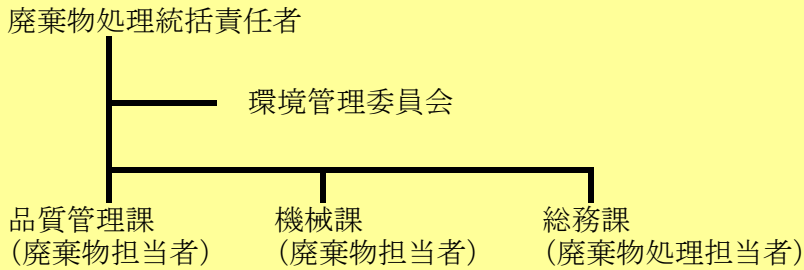 廃棄物処理統括責任者
環境管理委員会
品質管理課 機械課 総務課
（廃棄物担当者） （廃棄物担当者） （廃棄物処理担当者）